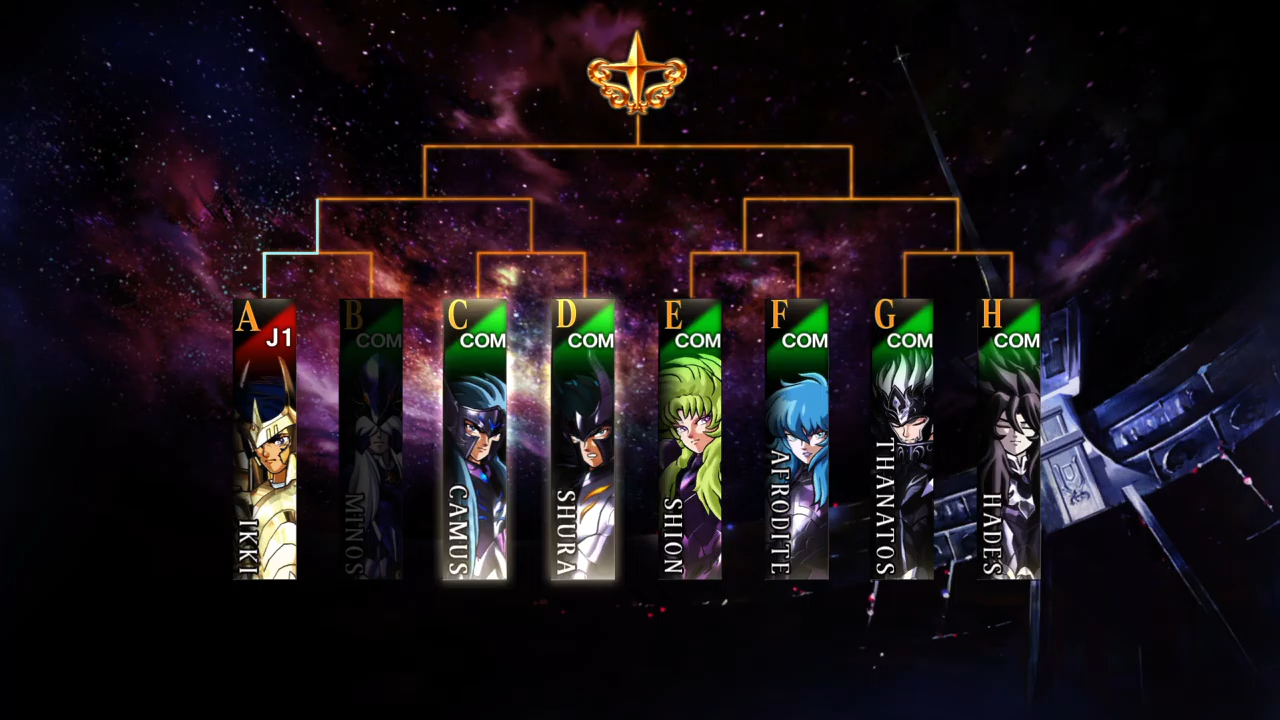 A
J1
IKKI
B
COM
MINOS
C
COM
CAMUS
D
COM
SHURA
E
COM
SHION
F
COM
AFRODITE
G
COM
THANATOS
H
COM
HADES